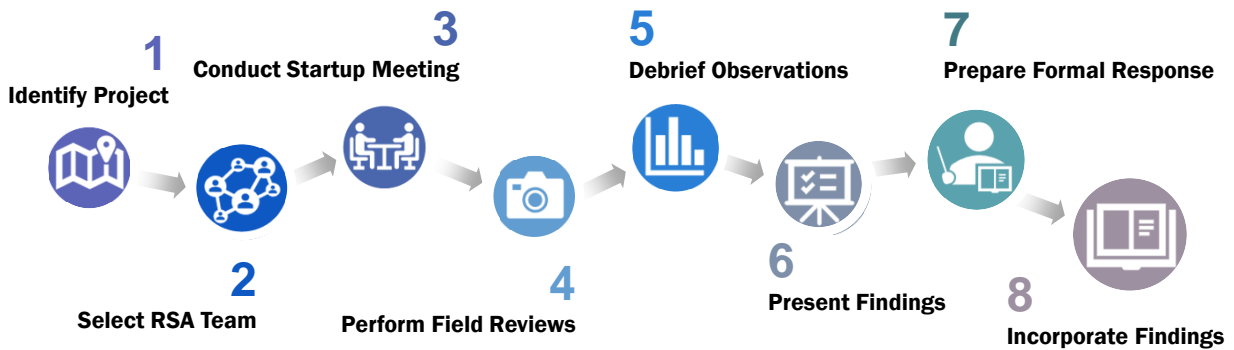 1
Identify Project
2
Select RSA Team
3
Conduct Startup Meeting
4
Perform Field Reviews
5
Debrief Observations
6
Present Findings
7
Prepare Formal Response
8
Incorporate Findings